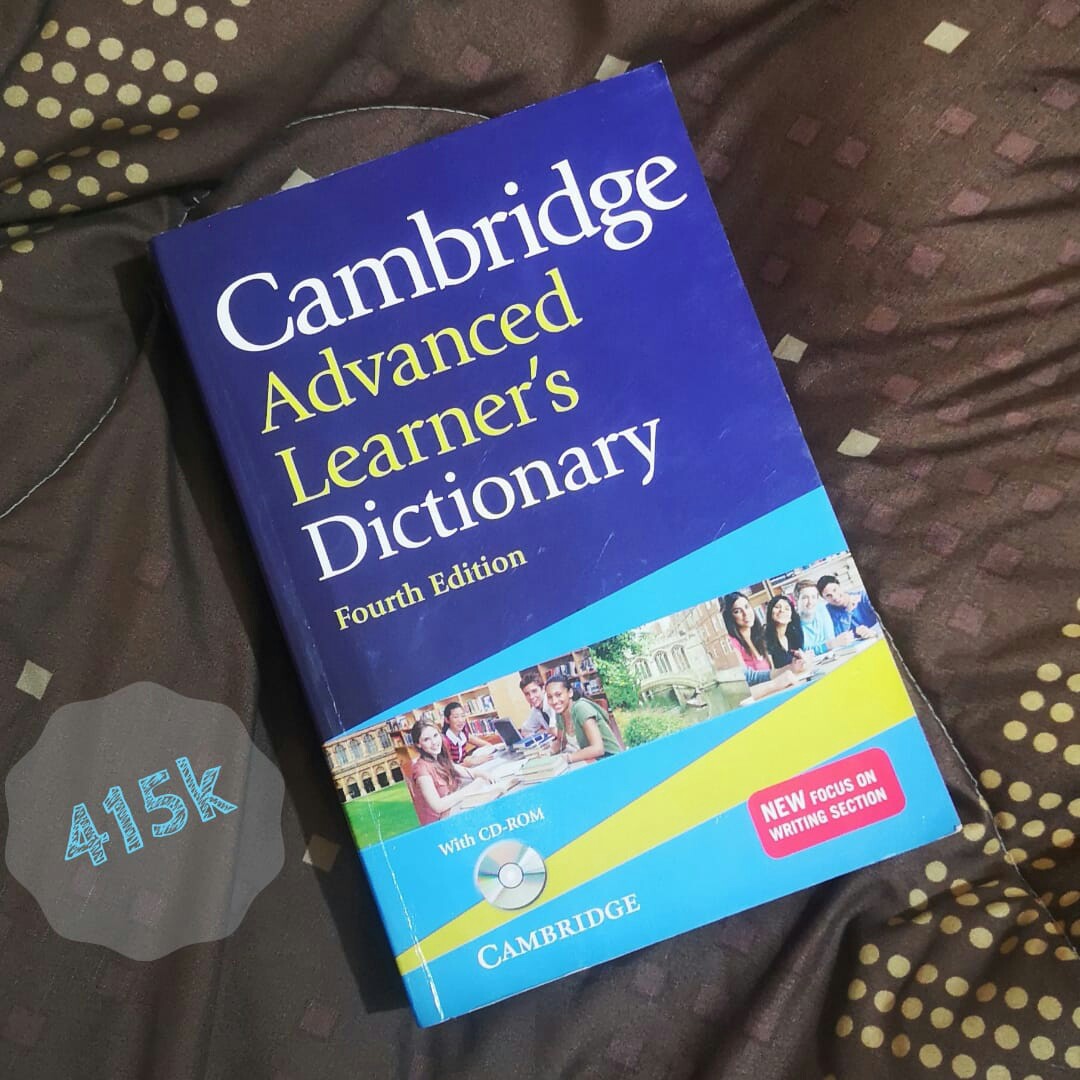 Cambridge
Advanced
Learner's
Dictionary
Fourth Edition
With CD-ROM
NEW FOCUS ON
WRITING SECTION
CAMBRIDGE
415k